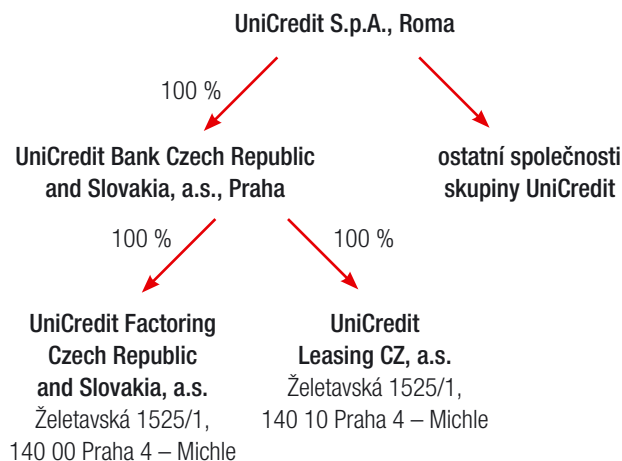 UniCredit S.p.A., Roma
100 %
UniCredit Bank Czech Republic
and Slovakia, a.s., Praha
ostatní společnosti
skupiny UniCredit
100 %
100 %
UniCredit Factoring
Czech Republic
and Slovakia, a.s.
Želetavská 1525/1,
140 00 Praha 4 – Michle
UniCredit
Leasing CZ, a.s.
Želetavská 1525/1,
140 10 Praha 4 – Michle